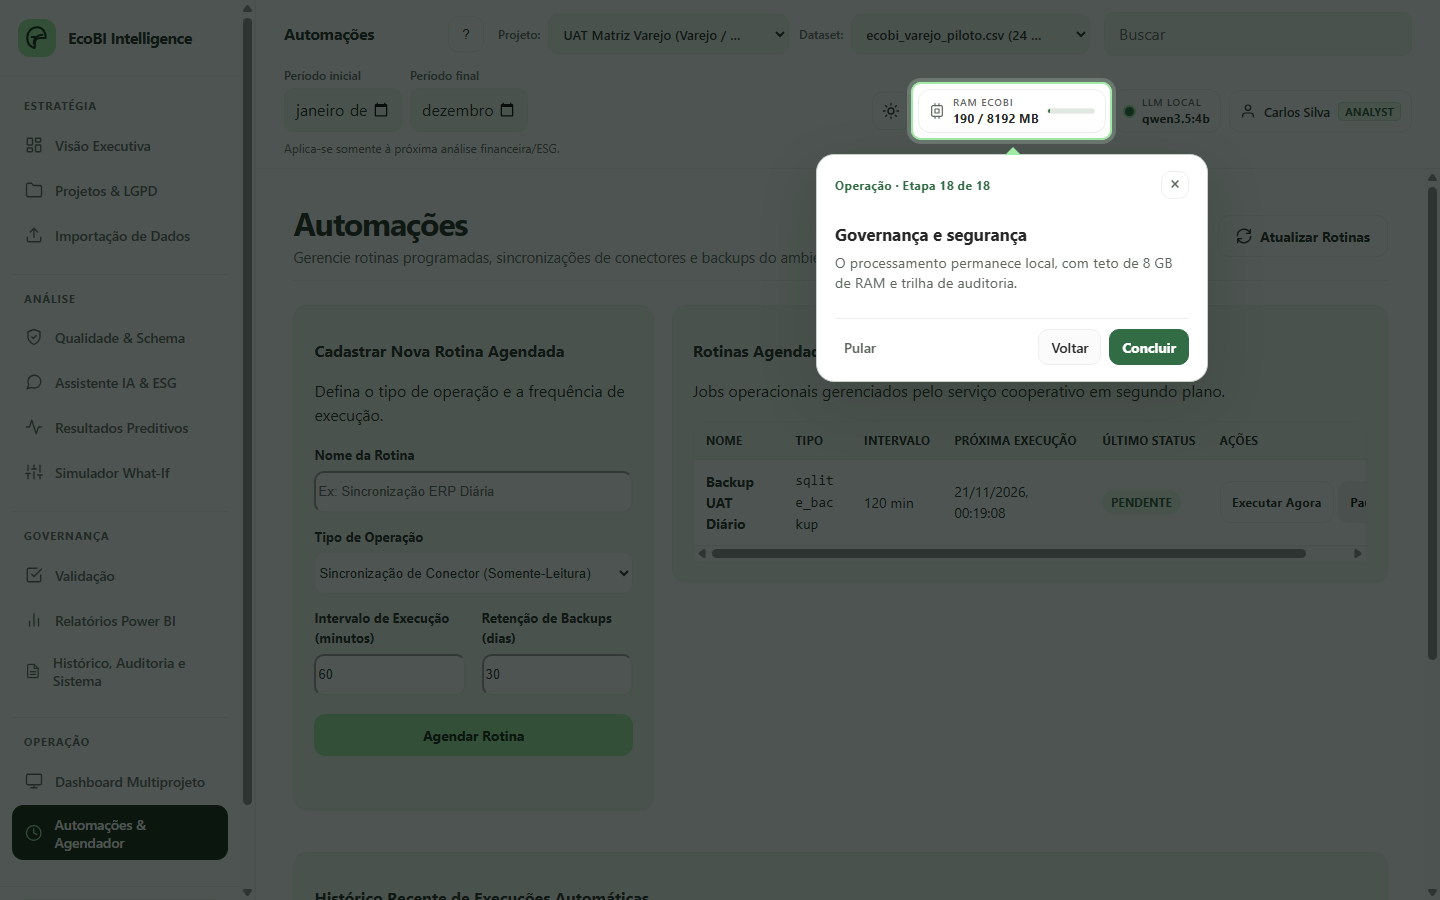 EcoBI Intelligence
ESTRATÉGIA
Visão Executiva
Projetos & LGPD
Importação de Dados
ANÁLISE
Qualidade & Schema
Assistente IA & ESG
Resultados Preditivos
Simulador What-If
GOVERNANÇA
Validação
Relatórios Power BI
Histórico, Auditoria e
Sistema
OPERAÇÃO
Dashboard Multiprojeto
Automações &
Agendador
Automações
?
Projeto:
UAT Matriz Varejo (Varejo / ...
Dataset:
ecobi_varejo_piloto.csv (24 ...
Buscar
Período inicial
Período final
janeiro de
dezembro
Aplica-se somente à próxima análise financeira/ESG.
RAM ECOBI
190 / 8192 MB
LLM LOCAL
qwen3.5:4b
Carlos Silva
ANALYST
Operação · Etapa 18 de 18
Governança e segurança
O processamento permanece local, com teto de 8 GB
de RAM e trilha de auditoria.
Pular
Voltar
Concluir
Automações
Gerencie rotinas programadas, sincronizações de conectores e backups do
Atualizar Rotinas
Cadastrar Nova Rotina Agendada
Defina o tipo de operação e a frequência de
execução.
Nome da Rotina
Ex: Sincronização ERP Diária
Tipo de Operação
Sincronização de Conector (Somente-Leitura)
Intervalo de Execução
(minutos)
Retenção de Backups
(dias)
60
30
Agendar Rotina
Rotinas
Jobs operacionais gerenciados pelo serviço cooperativo em segundo plano.
NOME
TIPO
INTERVALO
PRÓXIMA EXECUÇÃO
ÚLTIMO STATUS
AÇÕES
Backup
UAT
Diário
sqlit
e_bac
kup
120 min
21/11/2026,
00:19:08
PENDENTE
Executar Agora
Histórico Recente de Execuções Automáticas